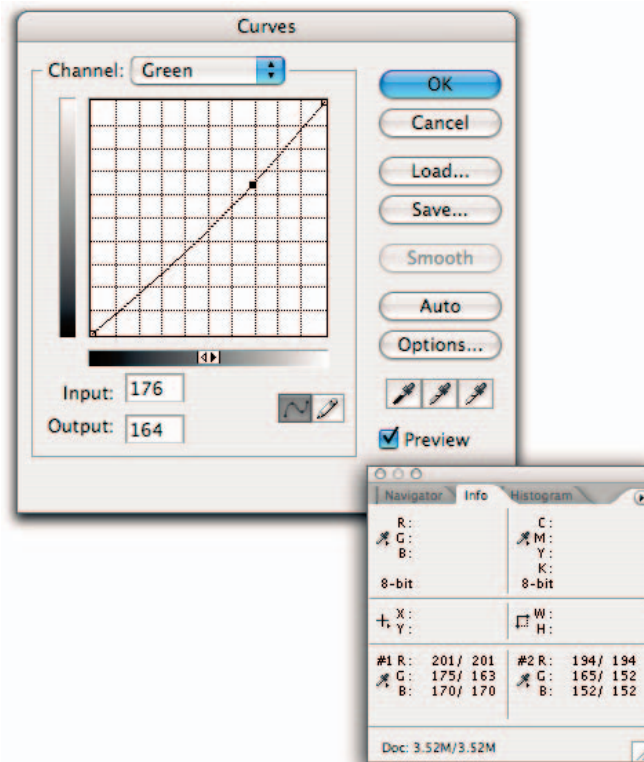 Curves
Channel: Green
OK
Cancel
Load...
Save...
Smooth
Auto
Options...
Input: 176
Output: 164
Preview
Navigator Info Histogram
R: C:
G: M:
B: Y:
K:
8-bit 8-bit
X: W:
Y: H:
#1 R: 201/ 201 #2 R: 194/ 194
G: 175/ 163 G: 165/ 152
B: 170/ 170 B: 152/ 152
Doc: 3.52M/3.52M